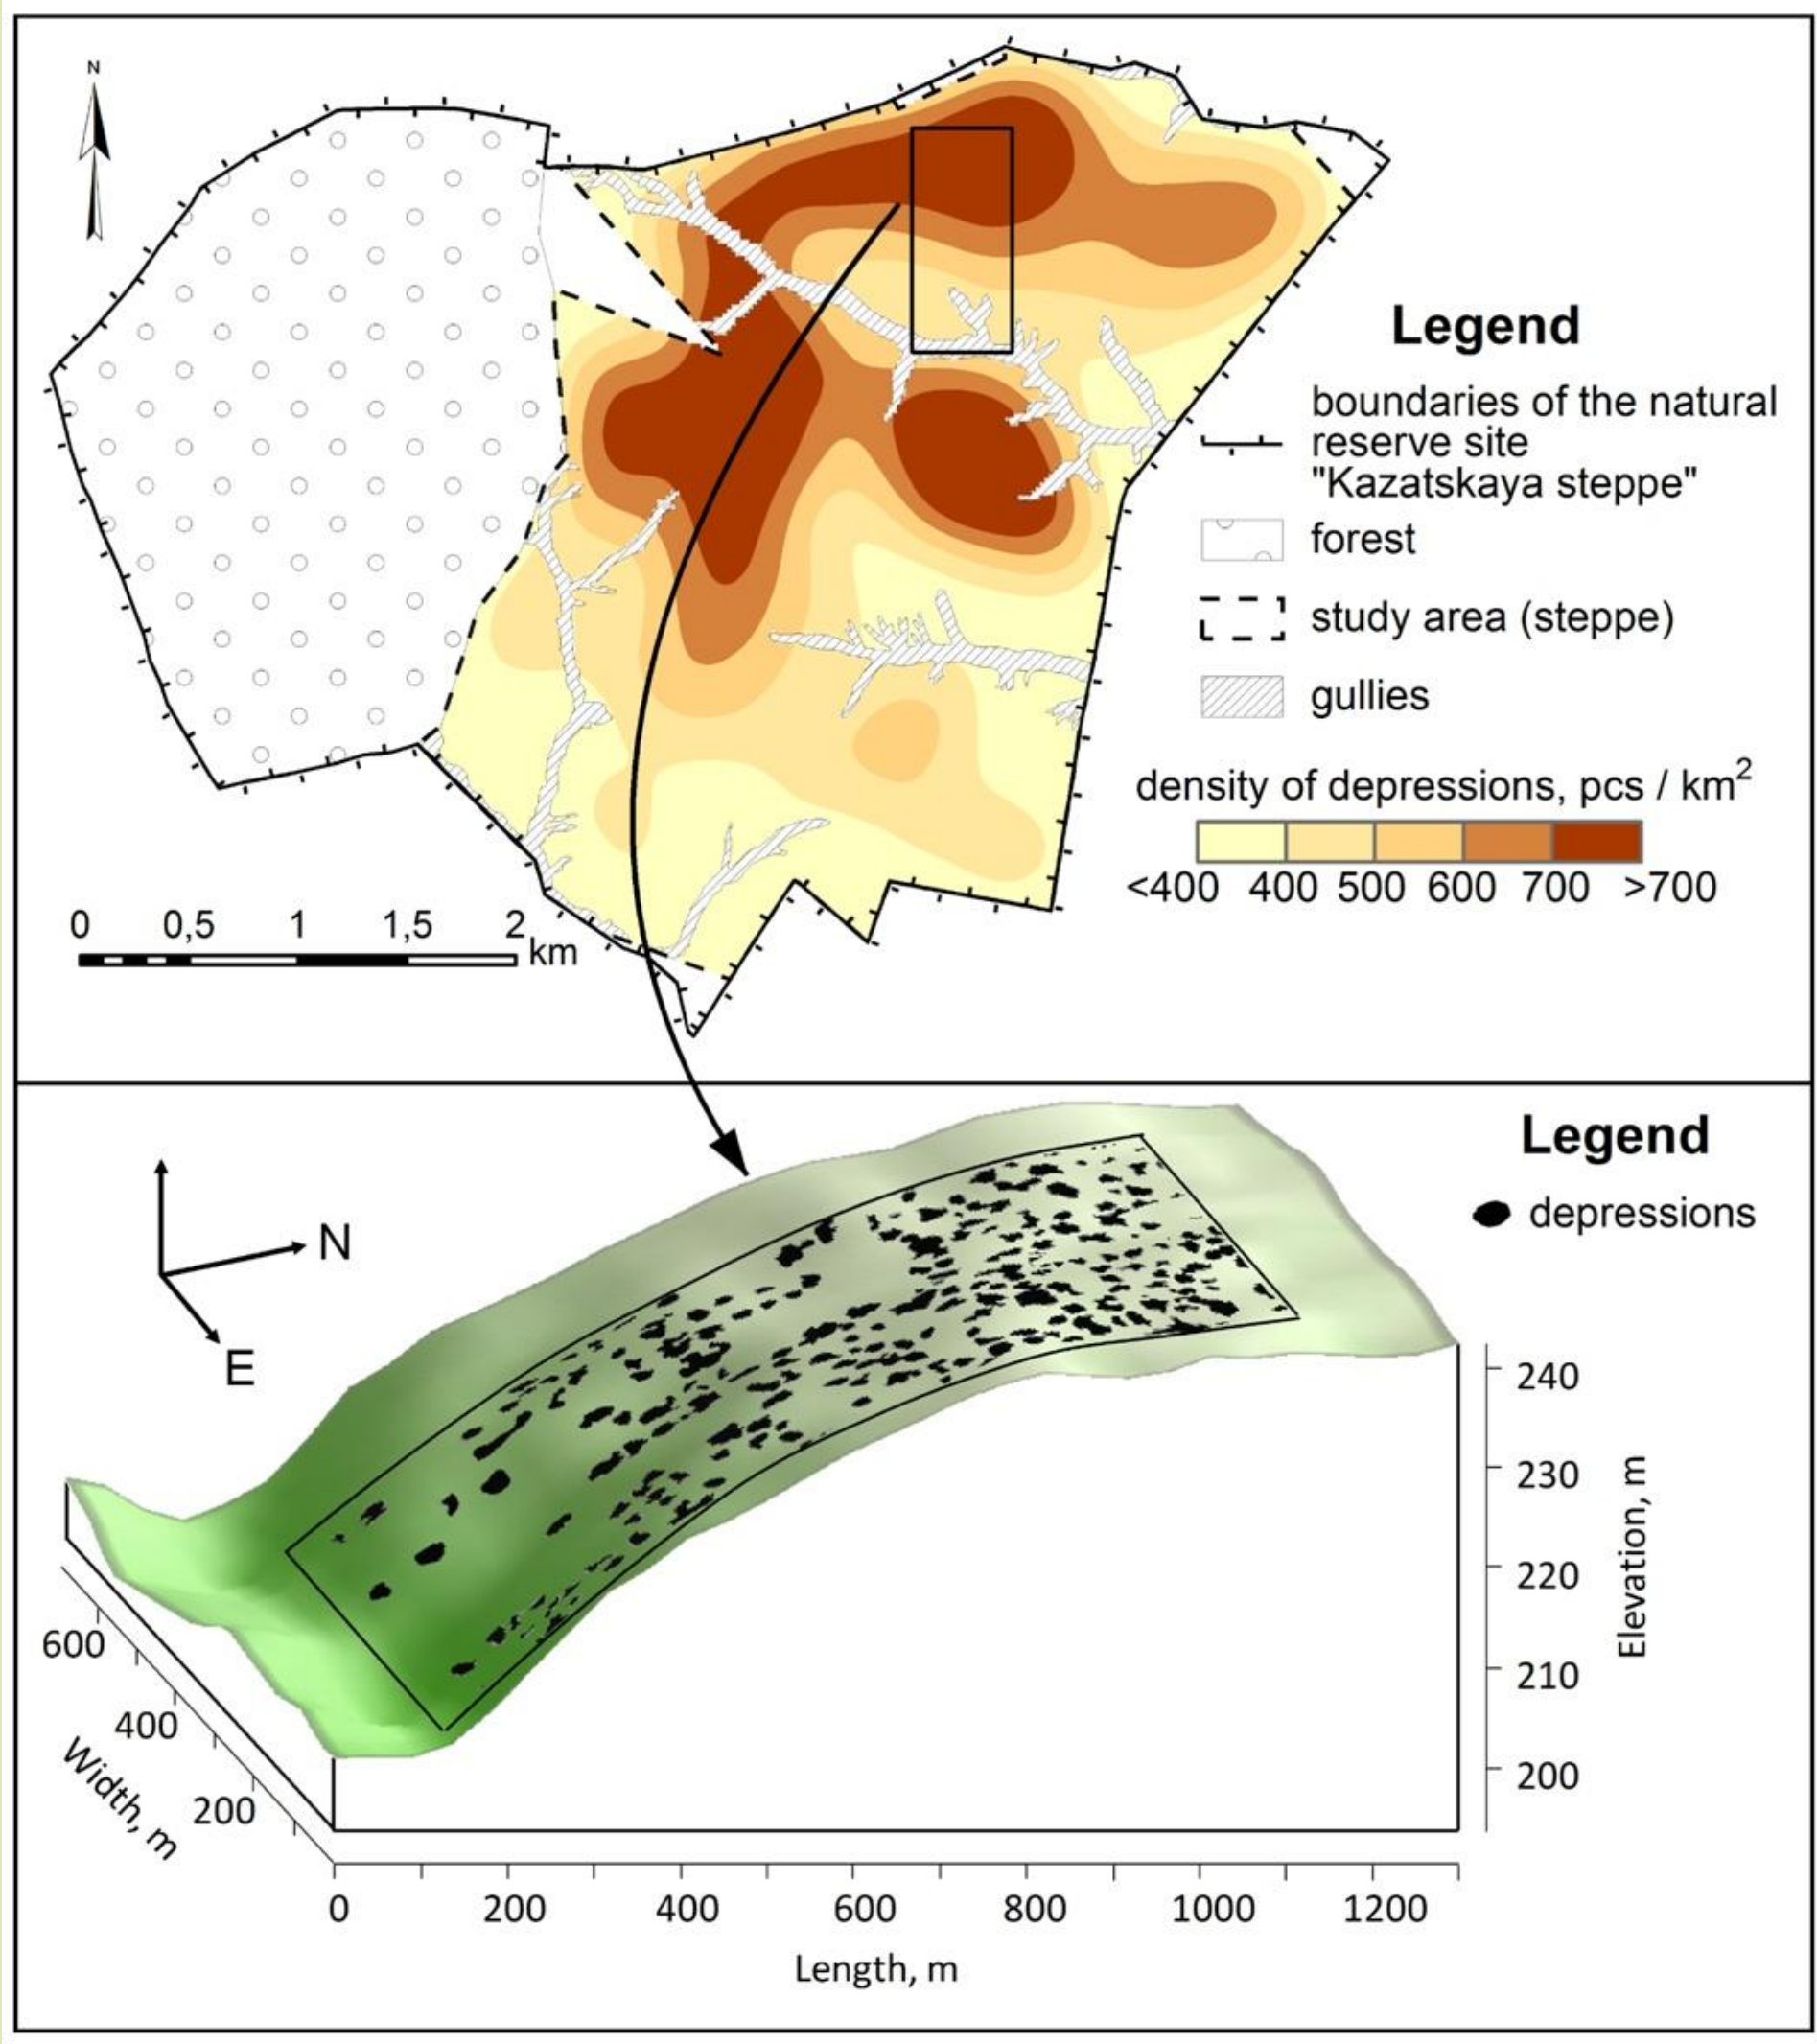 N
Legend
boundaries of the natural
reserve site
"Kazatskaya steppe"
forest
study area (steppe)
gullies
density of depressions, pcs / km²
<400 400 500 600 700 >700
0 0,5 1 1,5 2
km
Legend
depressions
N
E
240
230
220
210
200
Elevation, m
600
400
200
Width, m
0 200 400 600 800 1000 1200
Length, m